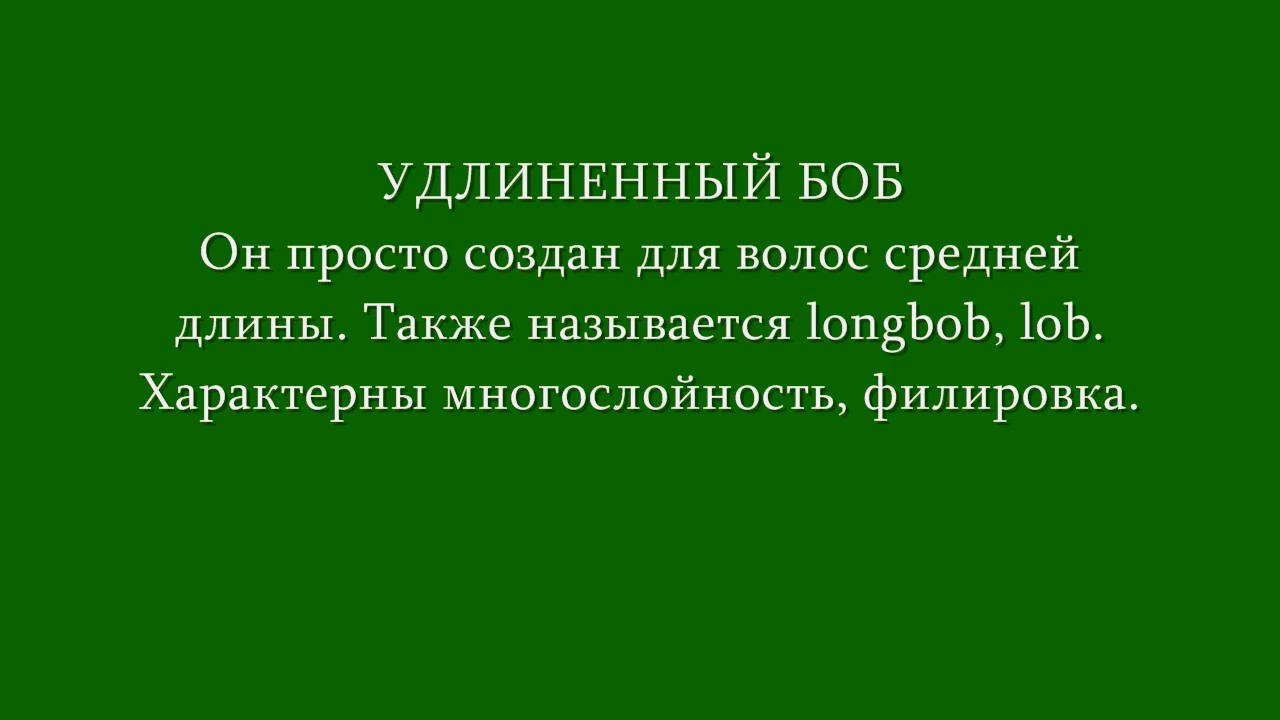 УДЛИНЕННЫЙ БОБ
Он просто создан для волос средней
длины. Также называется longbob, lob.
Характерны многослойность, филировка.